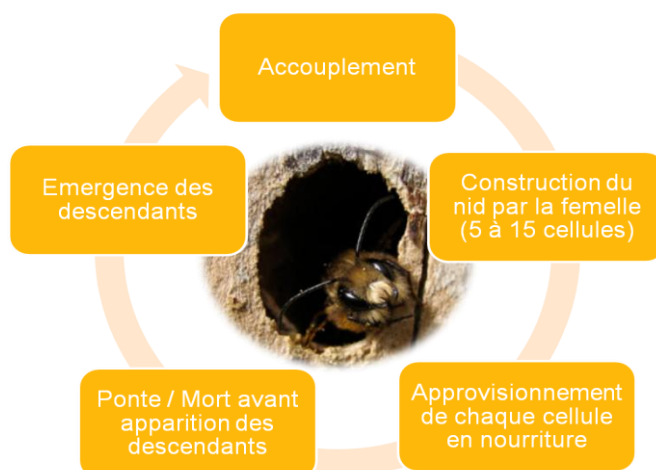 Accouplement
Construction du
nid par la femelle
(5 à 15 cellules)
Approvisionnement
de chaque cellule
en nourriture
Ponte / Mort avant
apparition des
descendants
Emergence des
descendants